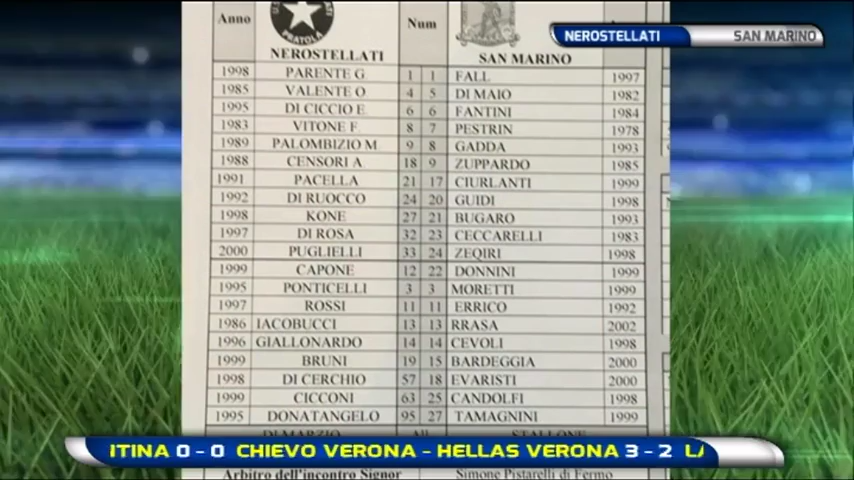 Anno
PRATOLA
NEROSTELLATI
Num
SAN MARINO
NEROSTELLATI SAN MARINO
1998 PARENTE G 1 1 FALL 1997
1985 VALENTE O 4 5 DI MAIO 1982
1995 DI CICCIO E. 6 6 FANTINI 1984
1983 VITONE F 8 7 PESTRIN 1978
1989 PALOMBIZIO M 9 8 GADDA 1993
1988 CENSORI A. 18 9 ZUPPARDO 1985
1991 PACELLA 21 17 CIURLANTI 1999
1992 DI RUOCCO 24 20 GUIDI 1998
1998 KONE 27 21 BUGARO 1993
1997 DI ROSA 32 23 CECCARELLI 1983
2000 PUGLIELLI 33 24 ZEQIRI 1998
1999 CAPONE 12 22 DONNINI 1999
1995 PONTICELLI 3 3 MORETTI 1999
1997 ROSSI 11 11 ERRICO 1992
1986 IACOBUCCI 13 13 RRASA 2002
1996 GIALLONARDO 14 14 CEVOLI 1998
1999 BRUNI 19 15 BARDEGGIA 2000
1998 DI CERCHIO 57 18 EVARISTI 2000
1999 CICCONI 63 25 CANDOLFI 1998
1995 DONATANGELO 95 27 TAMAGNINI 1999
DI MARZIO All STALLONE
ITINA 0 - 0 CHIEVO VERONA - HELLAS VERONA 3 - 2 LA
Arbitro dell'incontro Signor Simone Pistarelli di Fermo